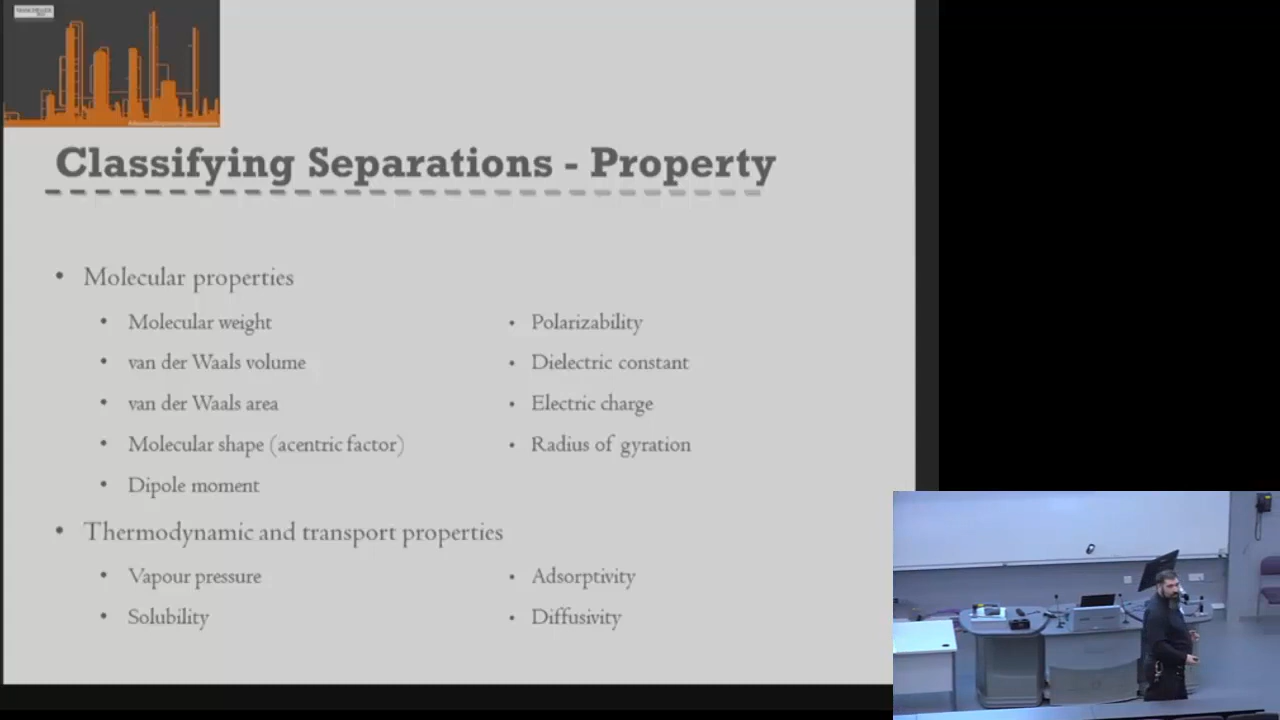 Classifying Separations - Property
• Molecular properties
• Molecular weight
• van der Waals volume
• van der Waals area
• Molecular shape (acentric factor)
• Dipole moment
• Polarizability
• Dielectric constant
• Electric charge
• Radius of gyration
• Thermodynamic and transport properties
• Vapour pressure
• Solubility
• Adsorptivity
• Diffusivity